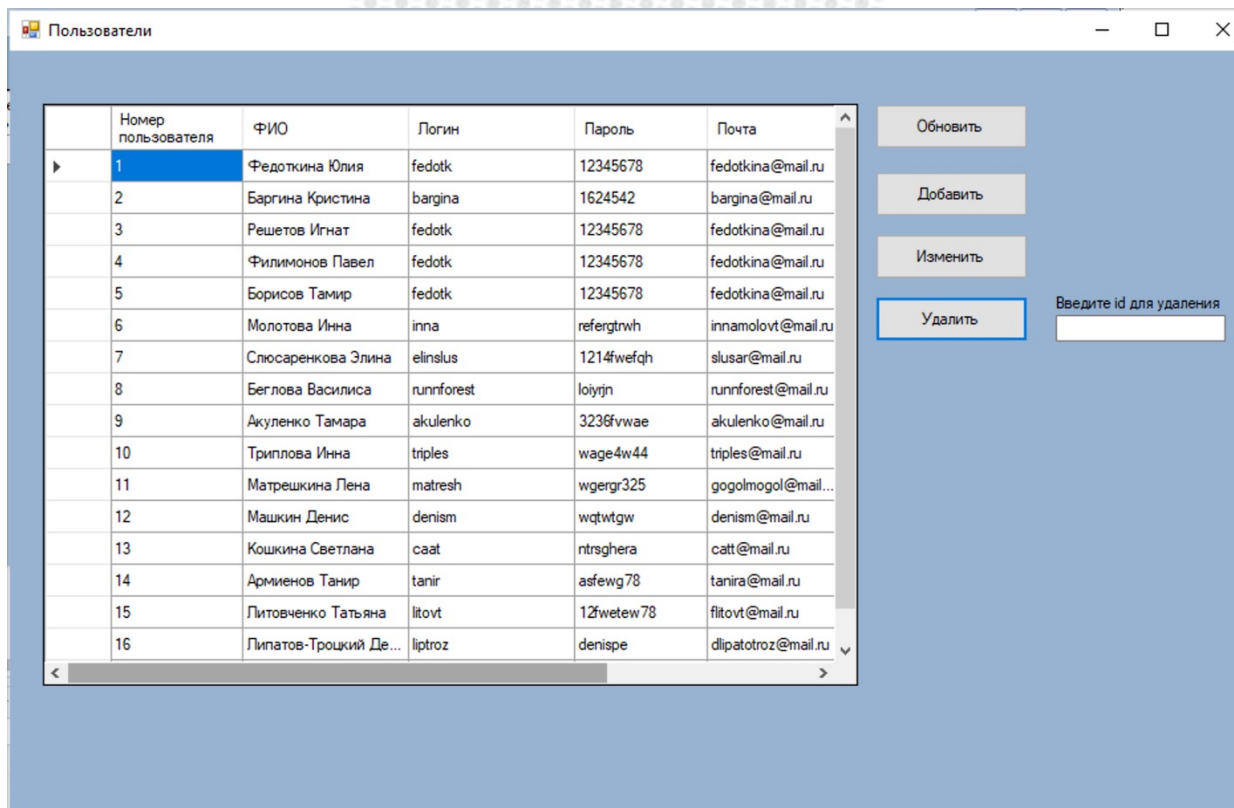 Пользователи
Номер пользователя ФИО Логин Пароль Почта
1 Федоткина Юлия fedotk 12345678 fedotkina@mail.ru
2 Баргина Кристина bargina 1624542 bargina@mail.ru
3 Решетов Игнат fedotk 12345678 fedotkina@mail.ru
4 Филимонов Павел fedotk 12345678 fedotkina@mail.ru
5 Борисов Тамир fedotk 12345678 fedotkina@mail.ru
6 Молотова Инна inna refergtrwh innamolovt@mail.ru
7 Слюсаренкова Элина elinslus 1214fwefqh slusar@mail.ru
8 Беглова Василиса runnforest loiyrjn runnforest@mail.ru
9 Акуленко Тамара akulenko 3236fvwae akulenko@mail.ru
10 Триплова Инна triples wage4w44 triples@mail.ru
11 Матрешкина Лена matresh wgergr325 gogolmogol@mail...
12 Машкин Денис denism wqtwtgw denism@mail.ru
13 Кошкина Светлана caat ntrsghera catt@mail.ru
14 Армиенов Танир tanir asfewg78 tanira@mail.ru
15 Литовченко Татьяна litovt 12fwetew78 flitovt@mail.ru
16 Липатов-Троцкий Де... liptroz denispe dlipatotroz@mail.ru
Обновить
Добавить
Изменить
Удалить
Введите id для удаления